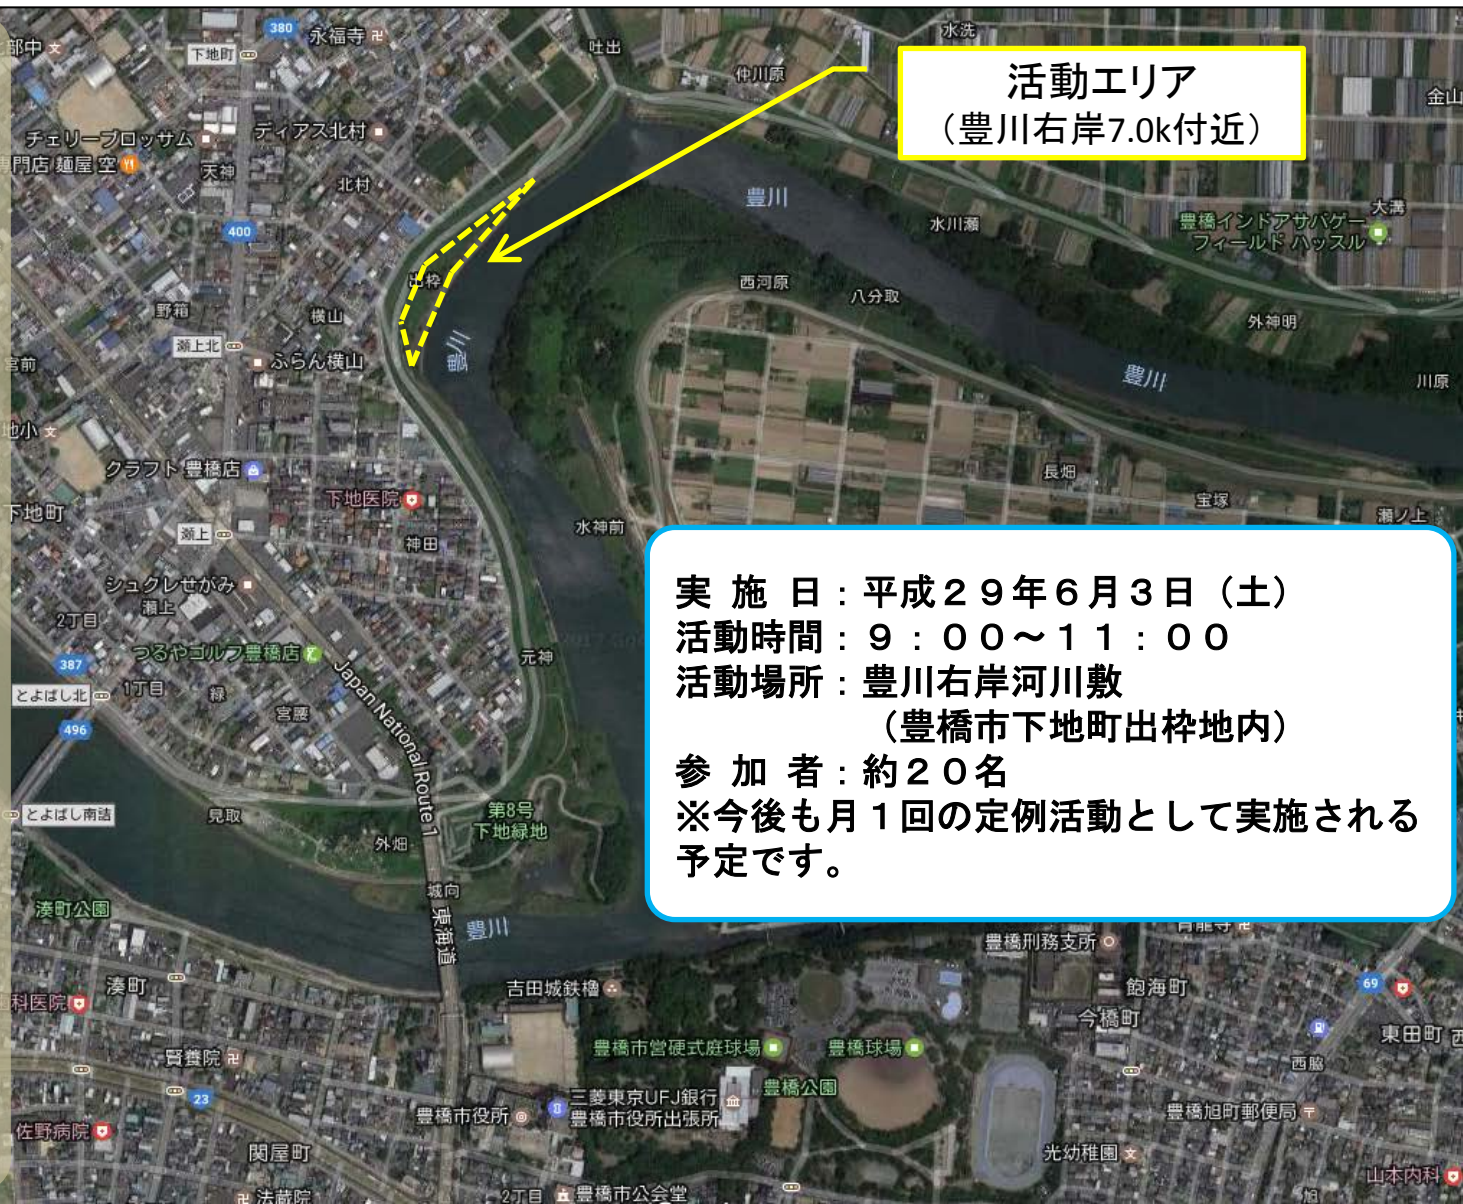 活動エリア
（豊川右岸7.0k付近）
実 施 日：平成２９年６月３日（土）
活動時間：９：００～１１：００
活動場所：豊川右岸河川敷
（豊橋市下地町出枠地内）
参 加 者：約２０名
※今後も月１回の定例活動として実施される
予定です。
380
永福寺
吐出
水洗
部中
下地町
仲川原
金山
チェリーブロッサム
ディアス北村
門店 麺屋 空
天神
北村
豊川
大溝
400
水川瀬
豊橋インドアサバゲー
フィールド ハッスル
出枠
西河原
八分取
野箱
横山
外神明
瀬上北
ふらん横山
豊川
宮前
豊川
川原
地小
クラフト 豊橋店
長畑
下地医院
宝塚
下地町
瀬ノ上
瀬上
神田
水神前
シュクレせがみ
瀬上
2丁目
つるやゴルフ豊橋店
元神
387
Japan National Route 1
とよばし北
1丁目
緑
宮腰
496
とよばし南詰
見取
第8号
下地緑地
外畑
城向
湊町公園
東海道
豊川
豊橋刑務支所
湊町
吉田城鉄櫓
飽海町
69
科医院
今橋町
東田町
豊橋市営硬式庭球場
豊橋球場
賢養院
西脇
豊橋公園
23
三菱東京UFJ銀行
豊橋市役所出張所
豊橋市役所
豊橋旭町郵便局
佐野病院
関屋町
光幼稚園
山本内科
法蔵院
2丁目
豊橋市公会堂
旭